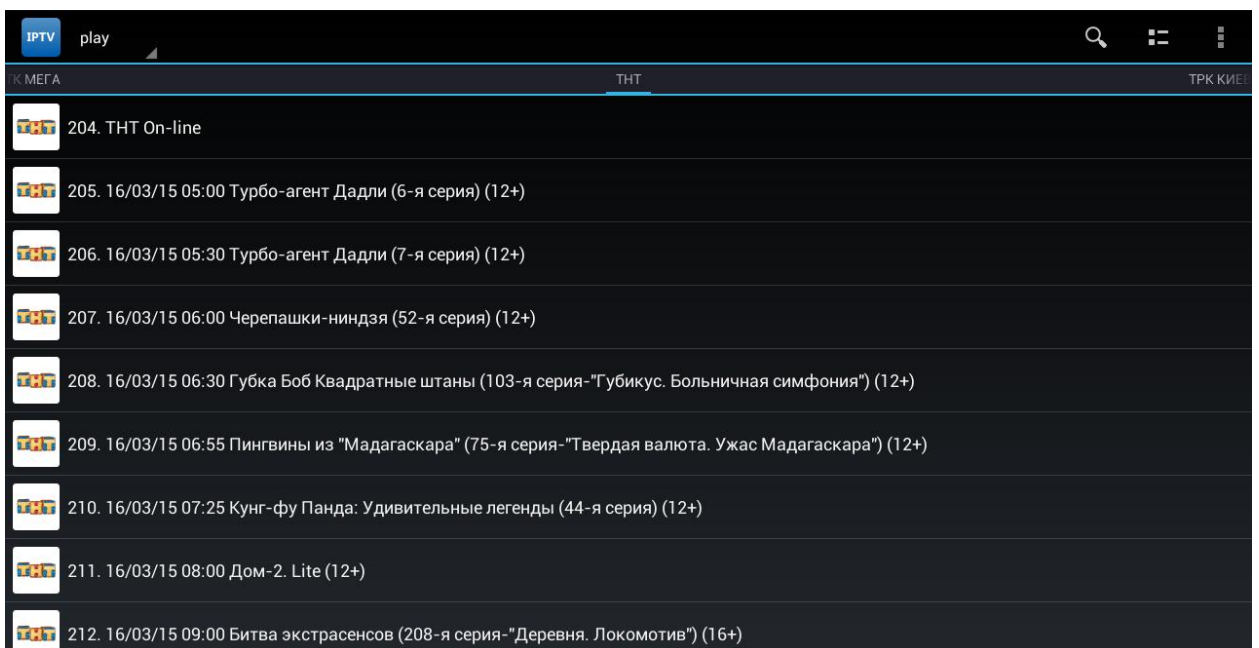 IPTV play
ТК МЕГА ТНТ ТРК КИЕВ
ТНТ 204. ТНТ On-line
ТНТ 205. 16/03/15 05:00 Турбо-агент Дадли (6-я серия) (12+)
ТНТ 206. 16/03/15 05:30 Турбо-агент Дадли (7-я серия) (12+)
ТНТ 207. 16/03/15 06:00 Черепашки-ниндзя (52-я серия) (12+)
ТНТ 208. 16/03/15 06:30 Губка Боб Квадратные штаны (103-я серия-"Губикус. Больничная симфония") (12+)
ТНТ 209. 16/03/15 06:55 Пингвины из "Мадагаскара" (75-я серия-"Твердая валюта. Ужас Мадагаскара") (12+)
ТНТ 210. 16/03/15 07:25 Кунг-фу Панда: Удивительные легенды (44-я серия) (12+)
ТНТ 211. 16/03/15 08:00 Дом-2. Lite (12+)
ТНТ 212. 16/03/15 09:00 Битва экстрасенсов (208-я серия-"Деревня. Локомотив") (16+)